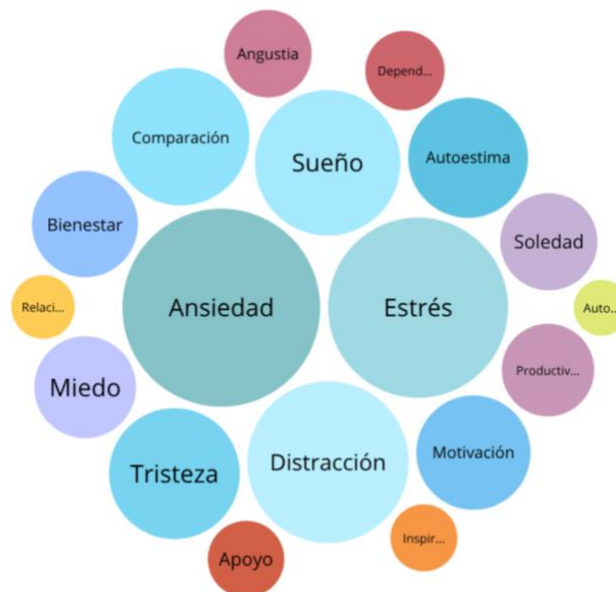 Angustia
Depend...
Comparación
Sueño
Autoestima
Bienestar
Soledad
Ansiedad
Estrés
Relaci...
Auto...
Miedo
Productiv...
Tristeza
Distracción
Motivación
Inspir...
Apoyo